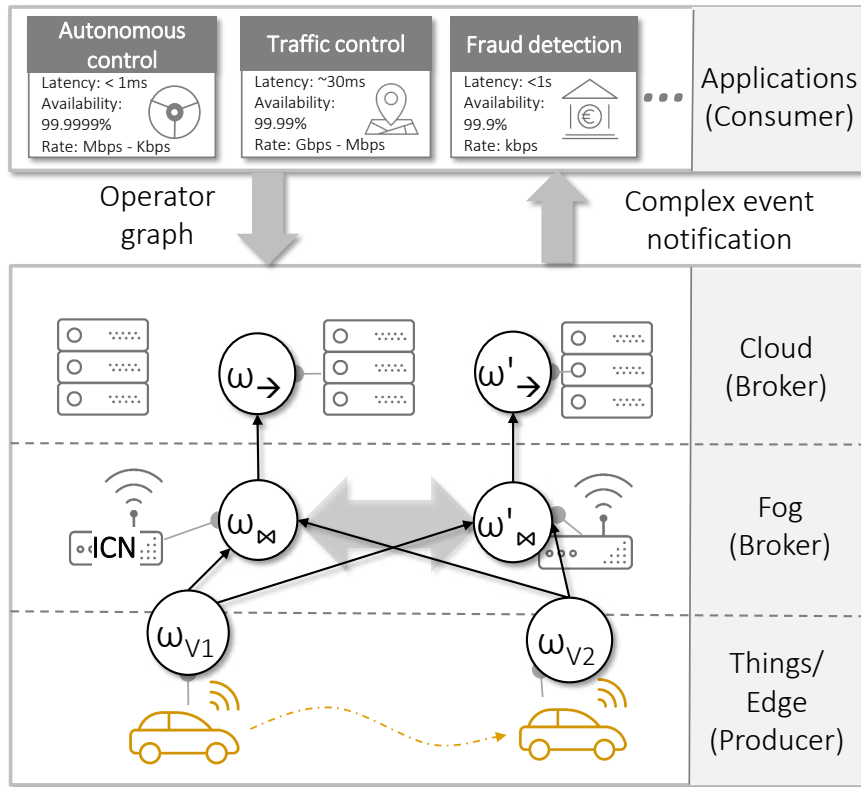 Autonomous
control
Latency: < 1ms
Availability:
99.9999%
Rate: Mbps - Kbps
Traffic control
Latency: ~30ms
Availability:
99.99%
Rate: Gbps - Mbps
Fraud detection
Latency: <1s
Availability:
99.9%
Rate: kbps
...
Applications
(Consumer)
Operator
graph
Complex event
notification
ω→
ω'→
Cloud
(Broker)
ICN
ω⋈
ω'⋈
Fog
(Broker)
ωV1
ωV2
Things/
Edge
(Producer)